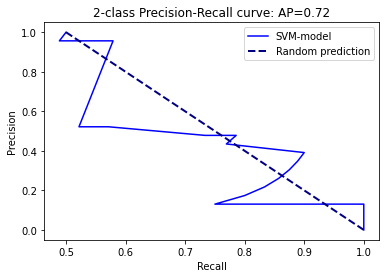 2-class Precision-Recall curve: AP=0.72
SVM-model
Random prediction
Precision
1.0
0.8
0.6
0.4
0.2
0.0
0.5
0.6
0.7
0.8
0.9
1.0
Recall